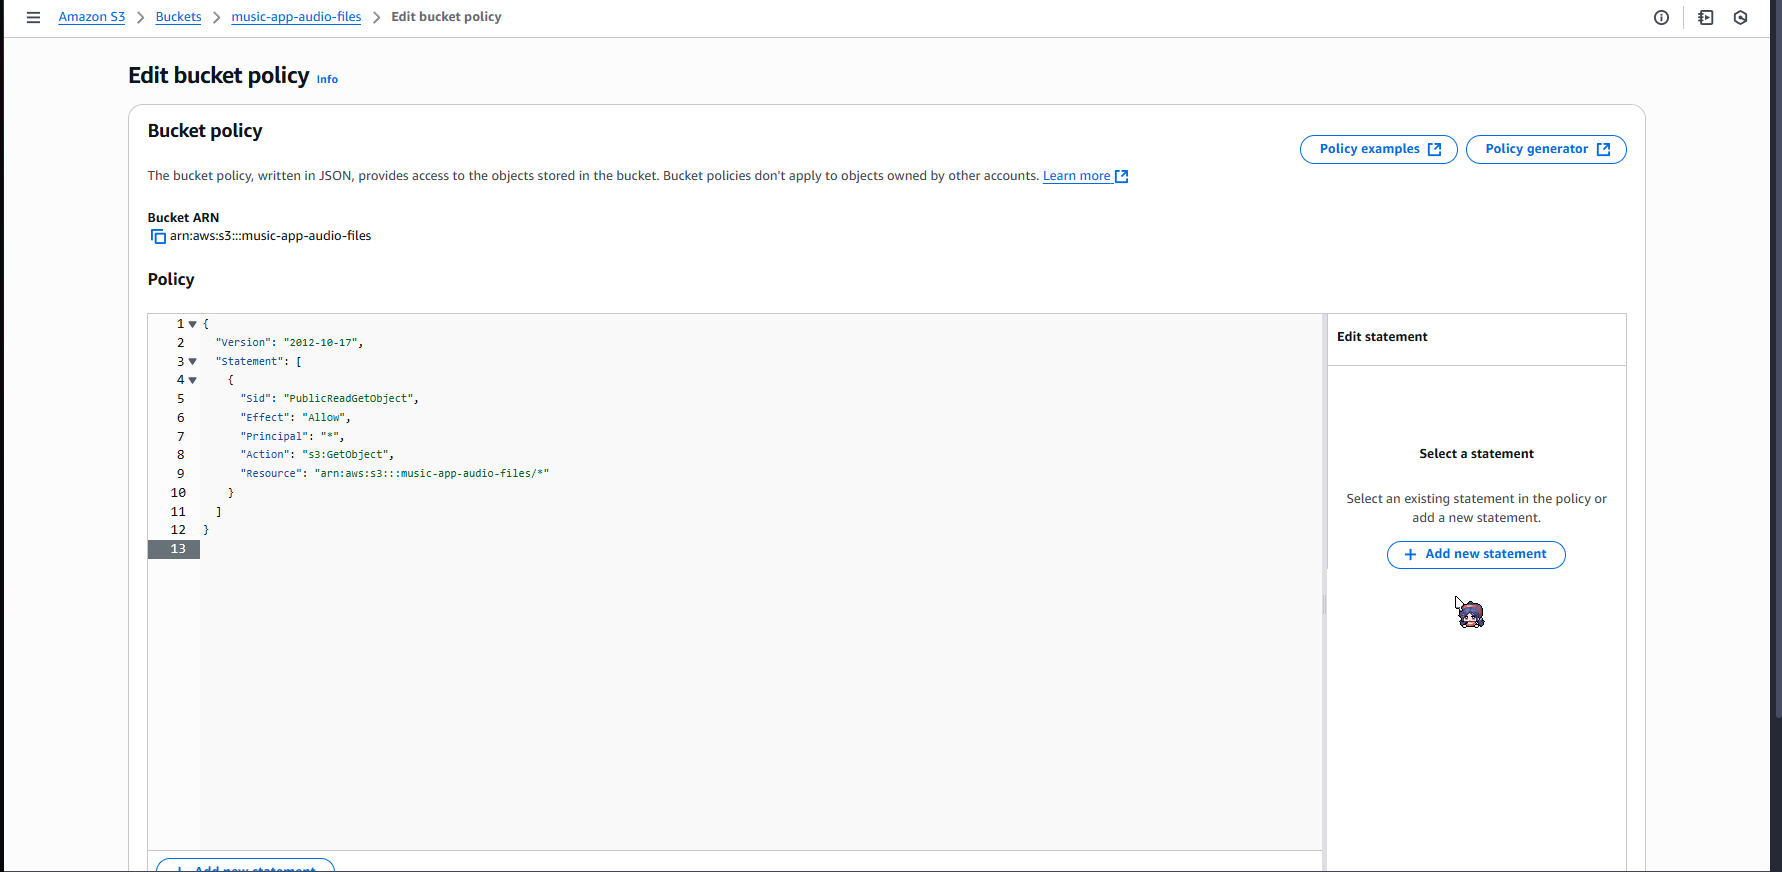 Amazon S3 > Buckets > music-app-audio-files > Edit bucket policy
Edit bucket policy Info
Bucket policy
Policy examples
Policy generator
The bucket policy, written in JSON, provides access to the objects stored in the bucket. Bucket policies don't apply to objects owned by other accounts. Learn more
Bucket ARN
arn:aws:s3:::music-app-audio-files
Policy
1 {
2 "Version": "2012-10-17",
3 "Statement": [
4 {
5 "Sid": "PublicReadGetObject",
6 "Effect": "Allow",
7 "Principal": "*",
8 "Action": "s3:GetObject",
9 "Resource": "arn:aws:s3:::music-app-audio-files/*"
10 }
11 ]
12 }
13
Edit statement
Select a statement
Select an existing statement in the policy or
add a new statement.
+ Add new statement
+ Add new statement